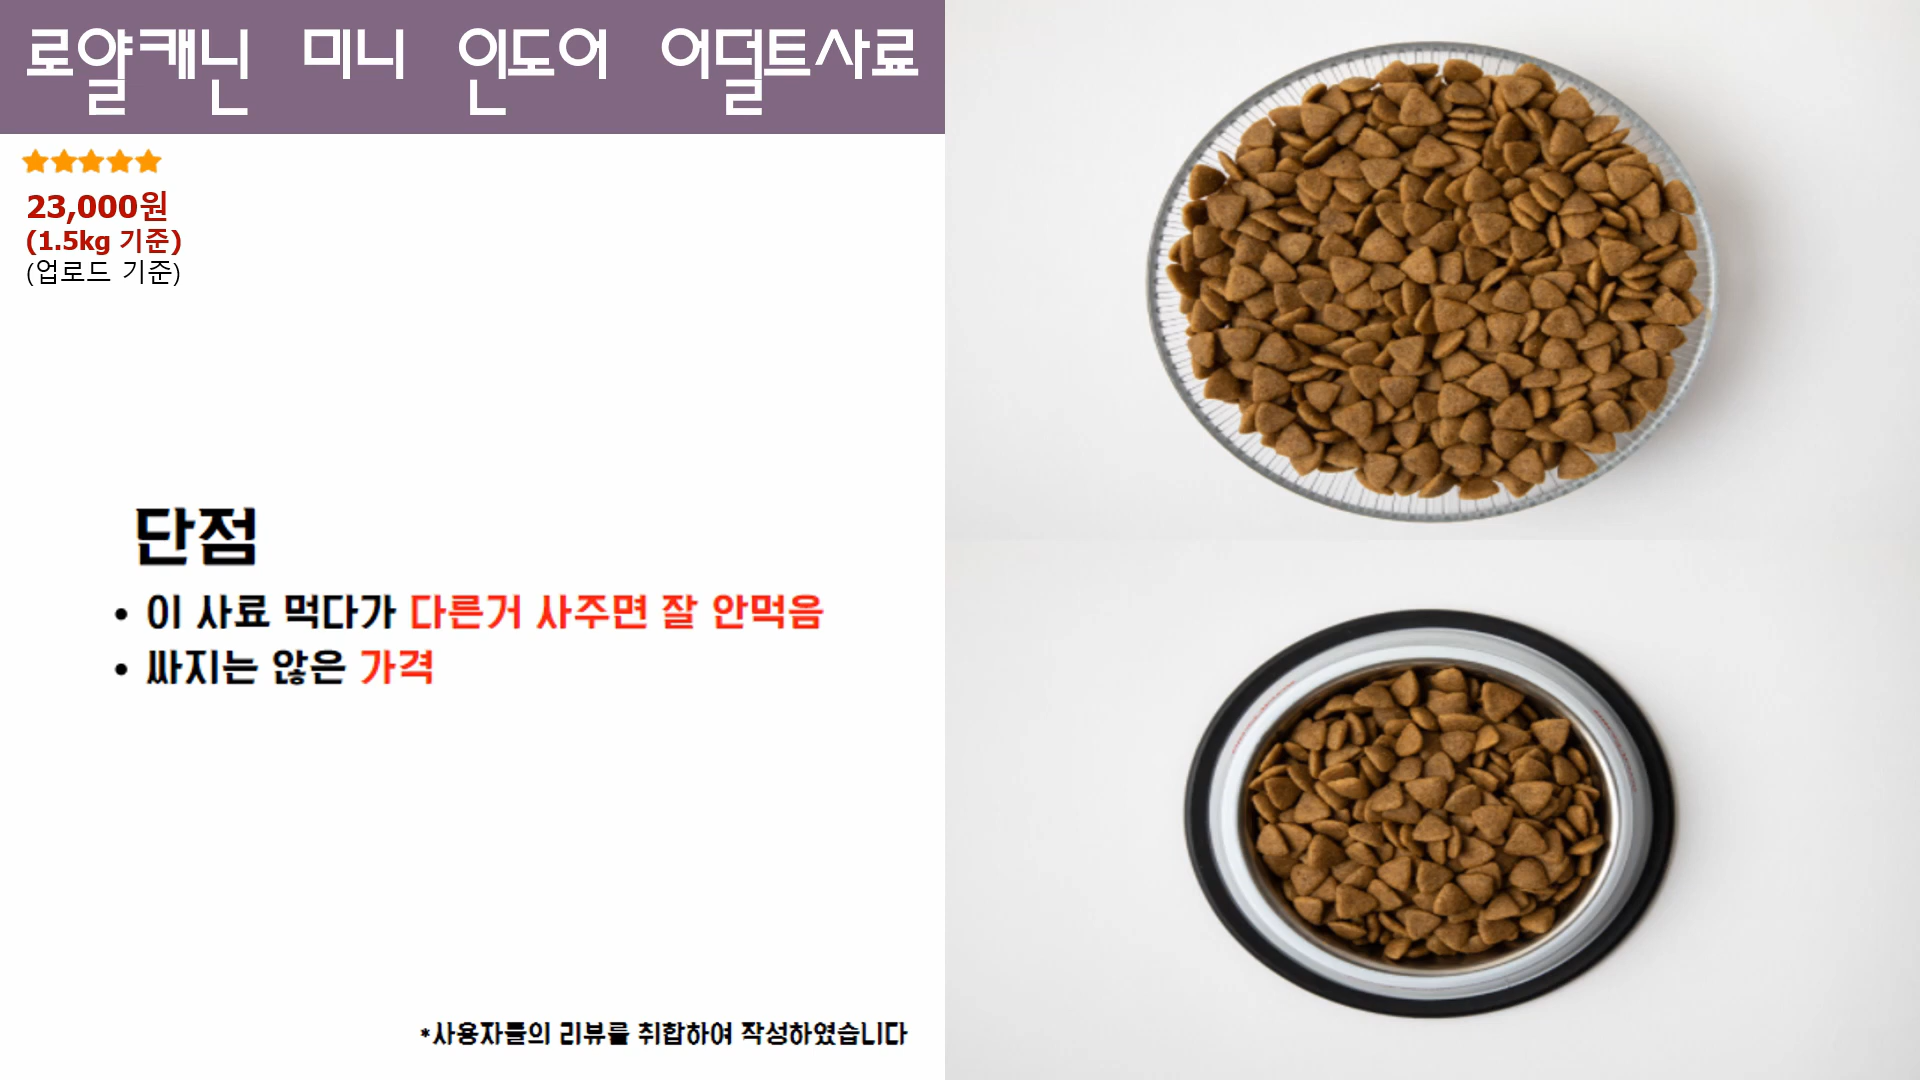 로얄캐닌 미니 인도어 어덜트사료
23,000원
(1.5kg 기준)
(업로드 기준)
단점
• 이 사료 먹다가 다른거 사주면 잘 안먹음
• 싸지는 않은 가격
*사용자들의 리뷰를 취합하여 작성하였습니다